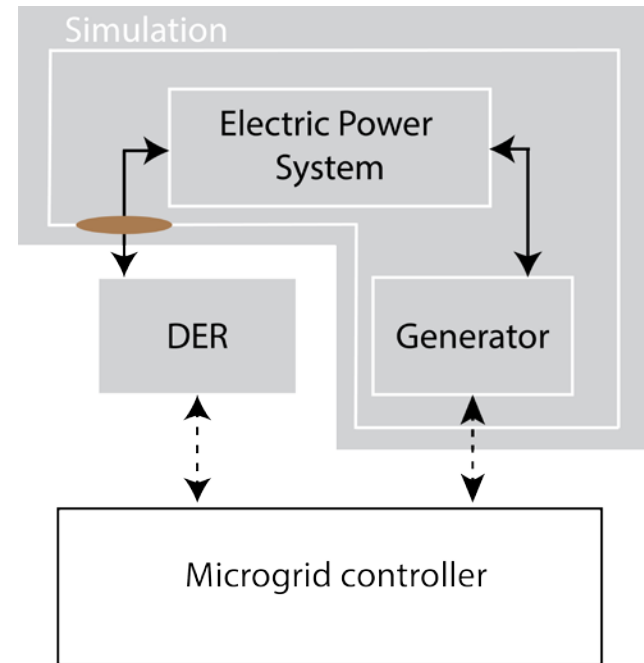 Simulation
Electric Power
System
DER
Generator
Microgrid controller